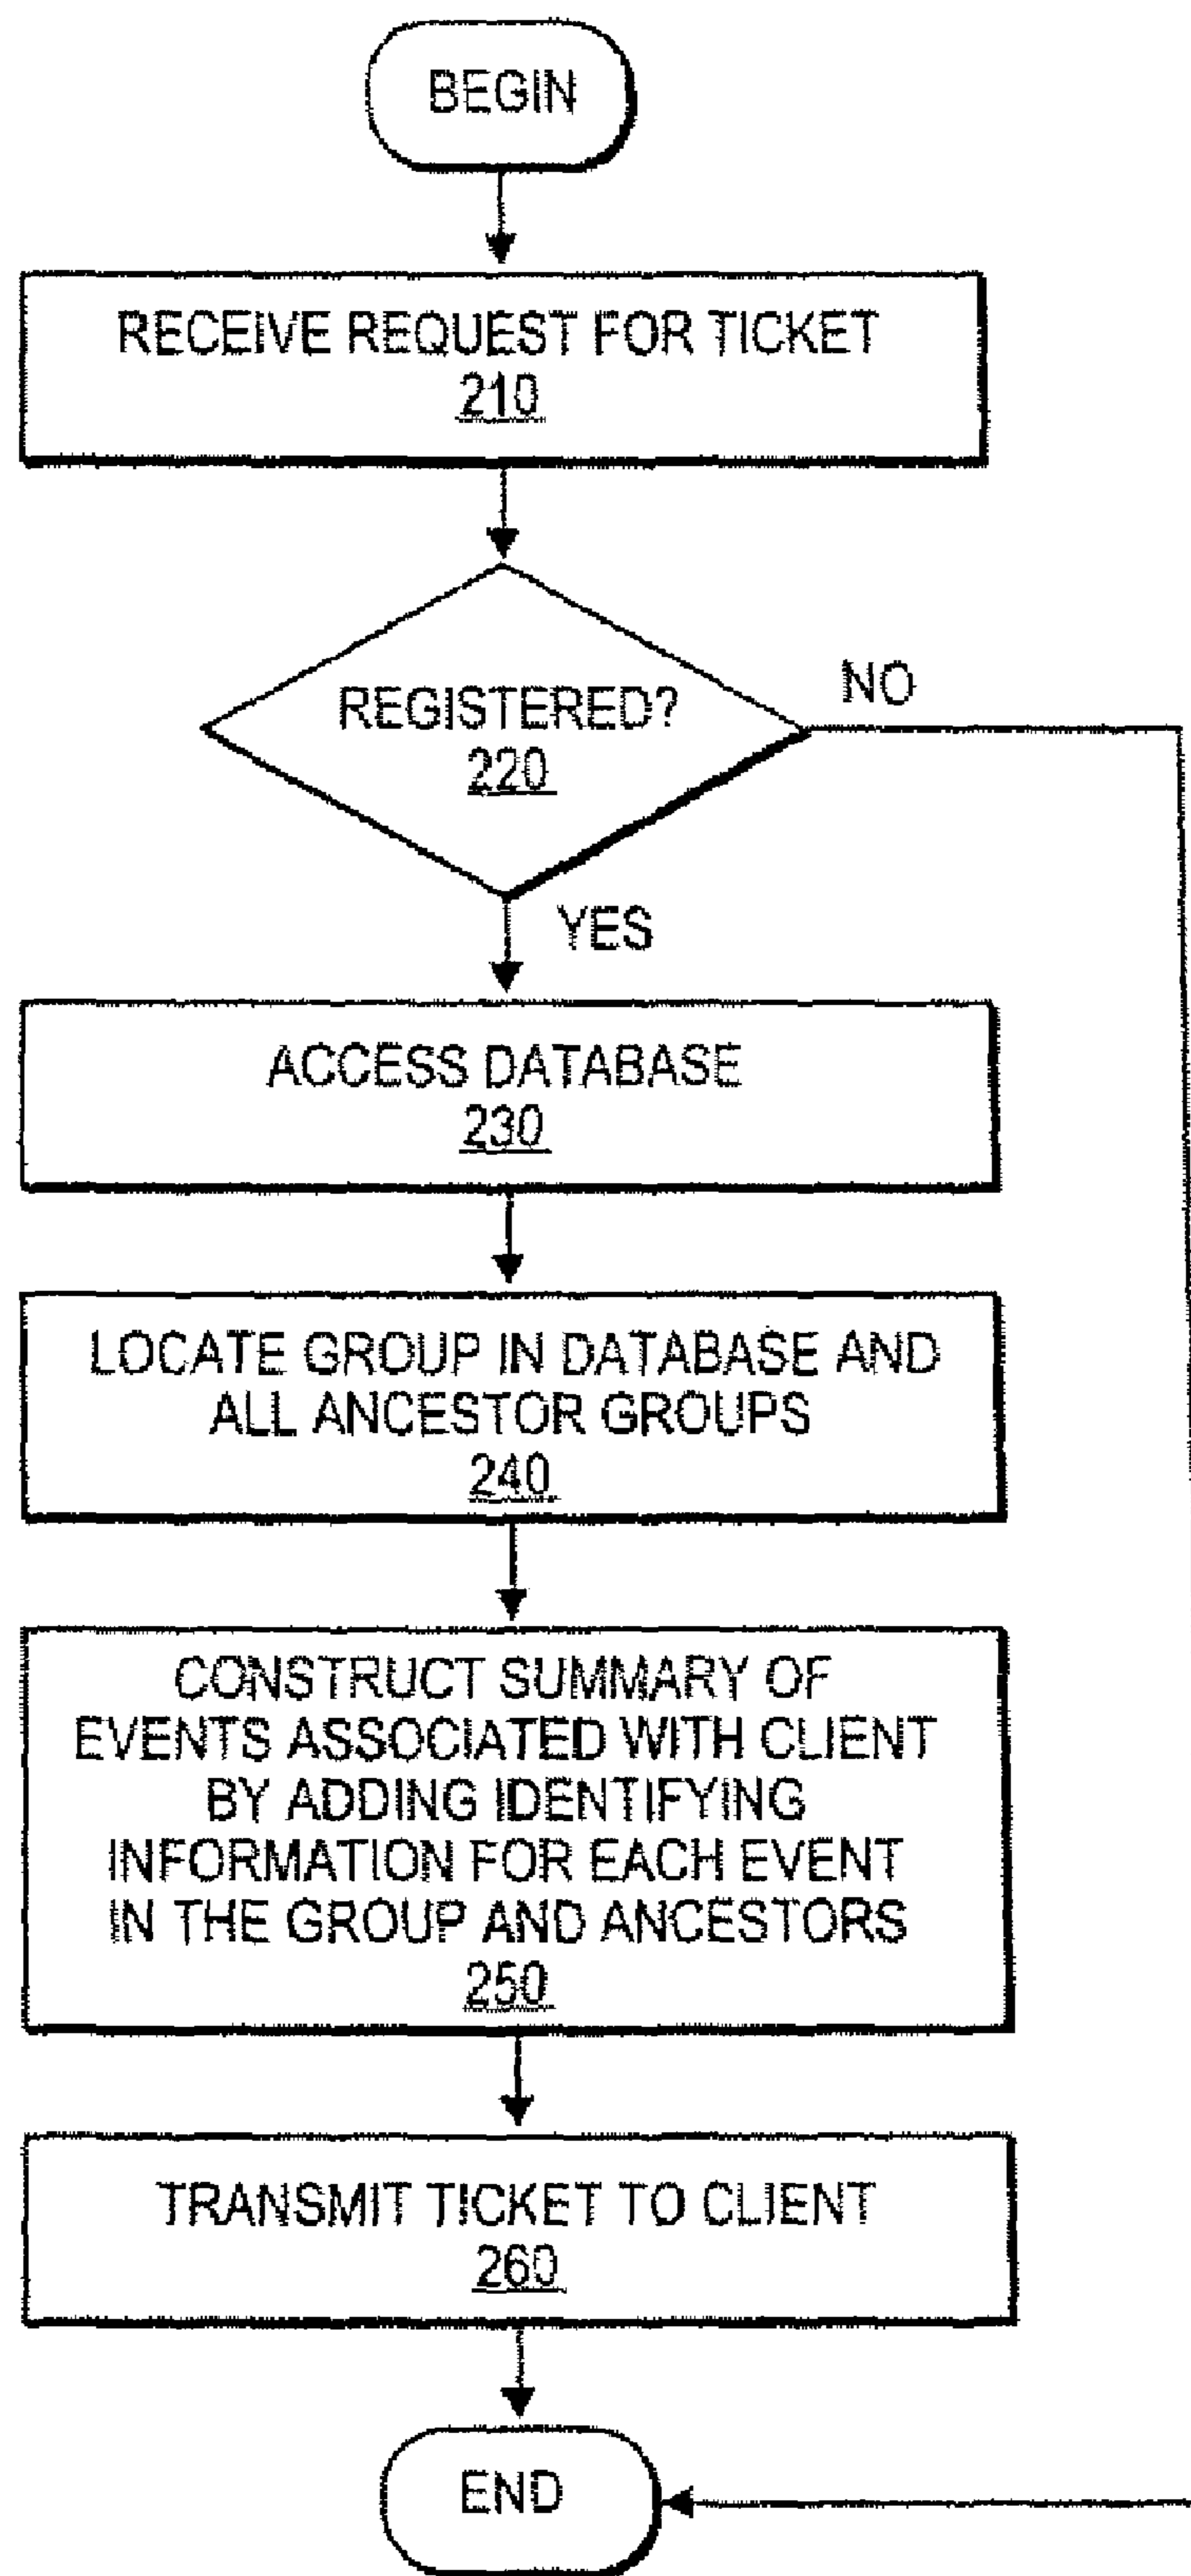 BEGIN
RECEIVE REQUEST FOR TICKET
210
REGISTERED?
220
NO
YES
ACCESS DATABASE
230
LOCATE GROUP IN DATABASE AND
ALL ANCESTOR GROUPS
240
CONSTRUCT SUMMARY OF
EVENTS ASSOCIATED WITH CLIENT
BY ADDING IDENTIFYING
INFORMATION FOR EACH EVENT
IN THE GROUP AND ANCESTORS
250
TRANSMIT TICKET TO CLIENT
260
END